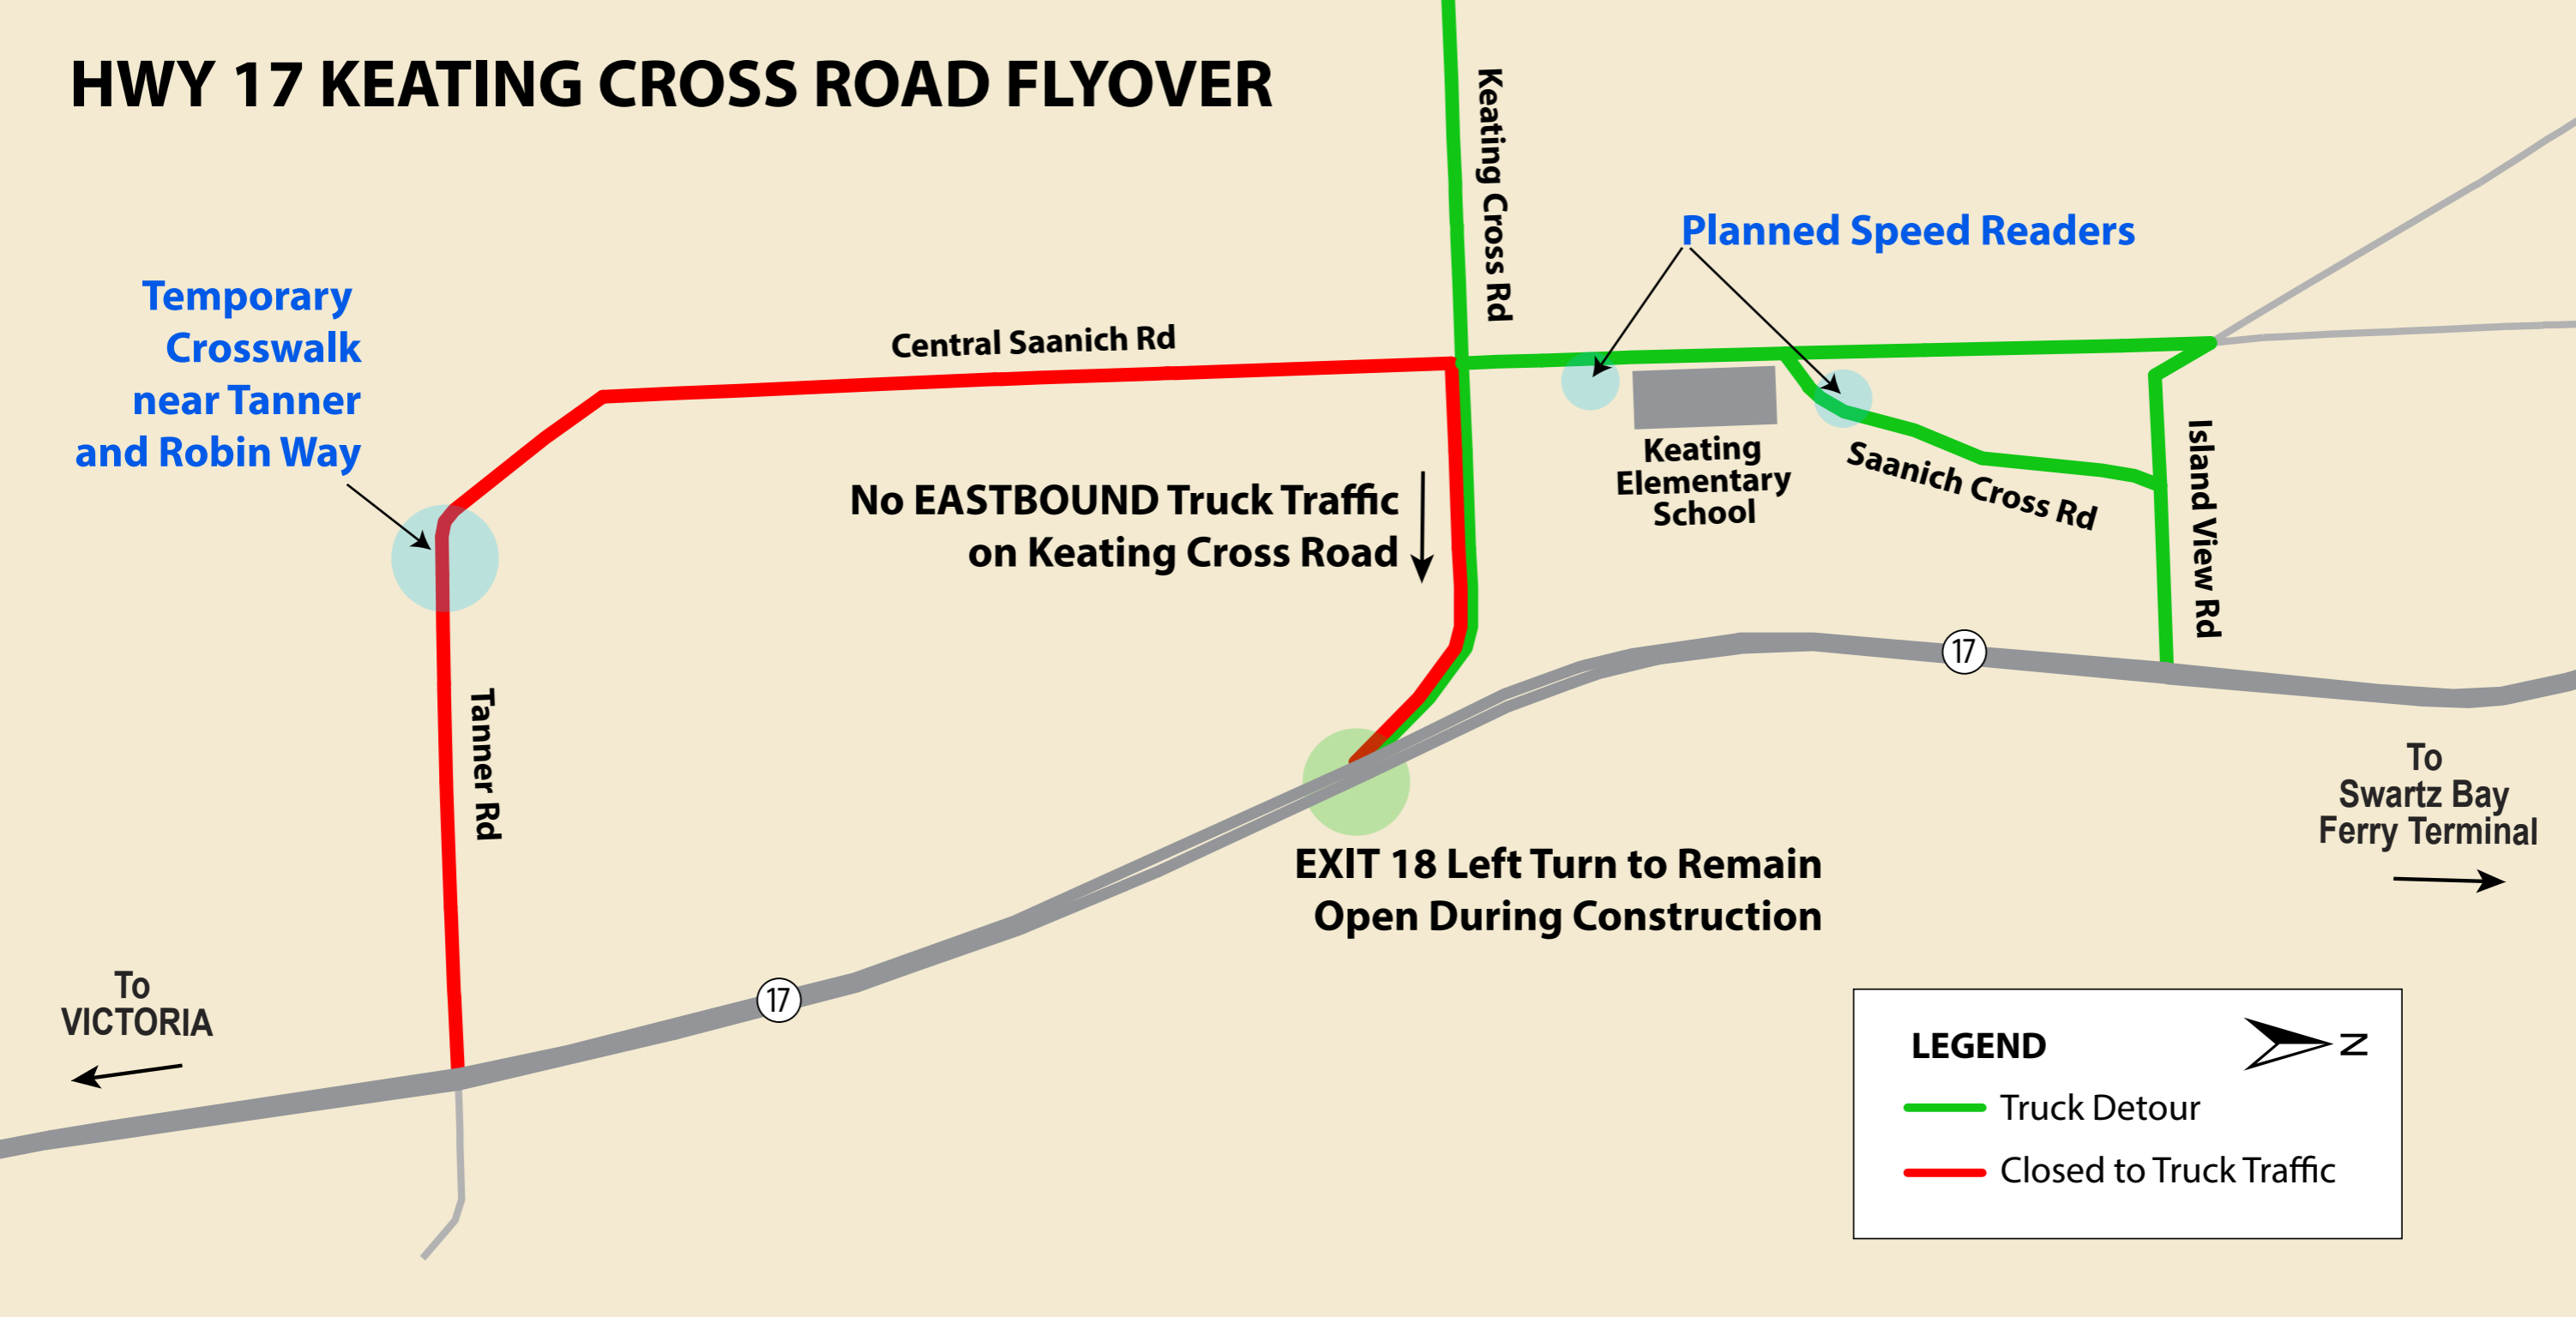 HWY 17 KEATING CROSS ROAD FLYOVER
Keating Cross Rd
Planned Speed Readers
Temporary
Crosswalk
near Tanner
and Robin Way
Central Saanich Rd
No EASTBOUND Truck Traffic
on Keating Cross Road
Keating
Elementary
School
Saanich Cross Rd
Island View Rd
17
Tanner Rd
To
Swartz Bay
Ferry Terminal
EXIT 18 Left Turn to Remain
Open During Construction
To
VICTORIA
17
LEGEND
N
Truck Detour
Closed to Truck Traffic